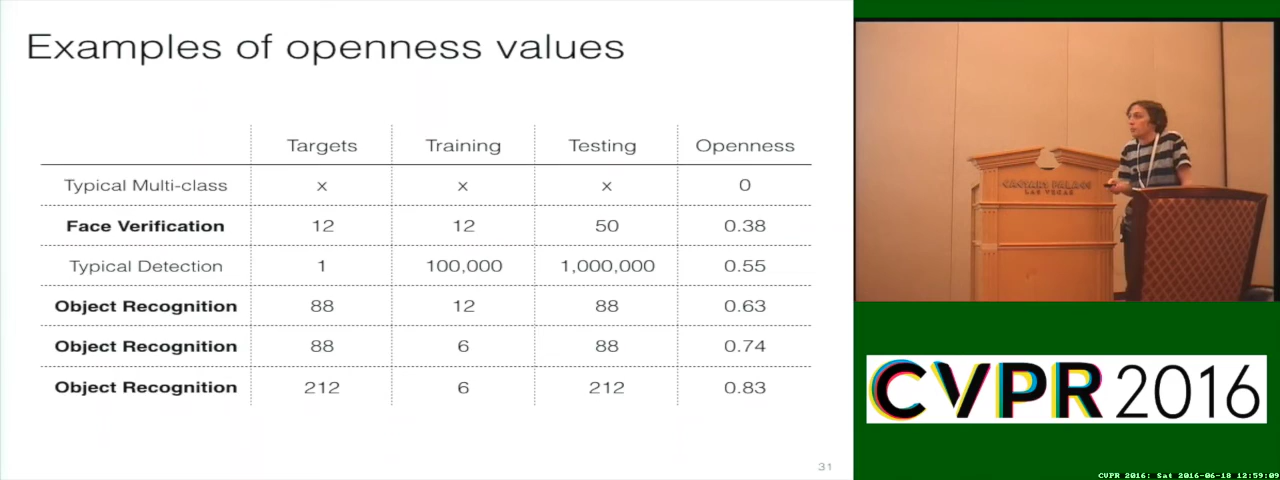 Examples of openness values
Targets Training Testing Openness
Typical Multi-class x x x 0
Face Verification 12 12 50 0.38
Typical Detection 1 100,000 1,000,000 0.55
Object Recognition 88 12 88 0.63
Object Recognition 88 6 88 0.74
Object Recognition 212 6 212 0.83
31
CAESARS PALACE
LAS VEGAS
CVPR 2016
CVPR 2016: Sat 2016-06-18 12:59:09